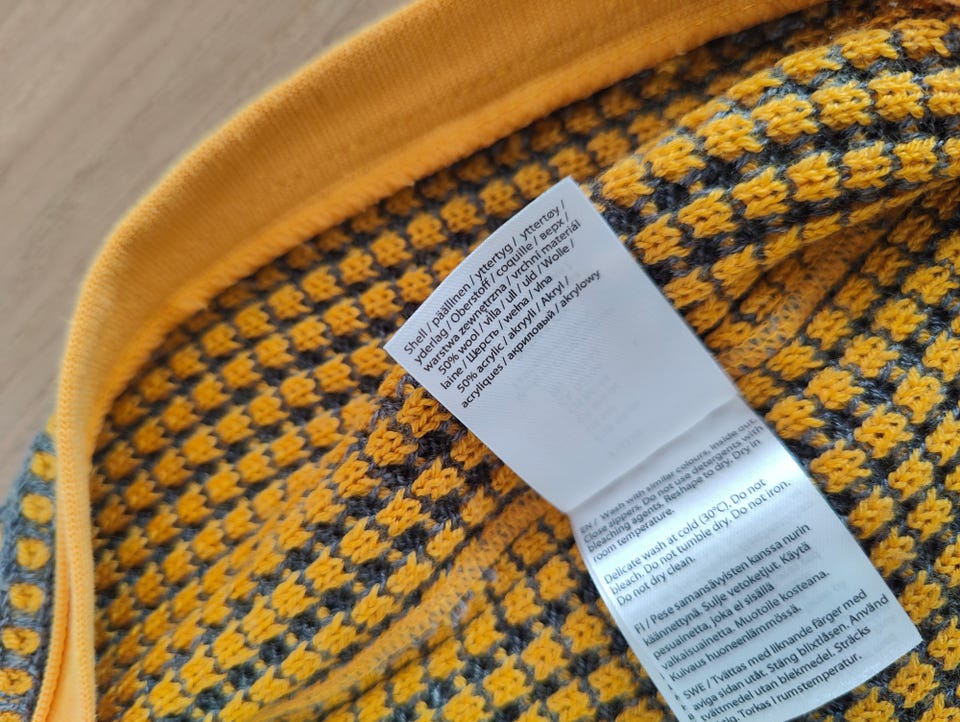 Shell / päällinen / yttertyg / yttertøy /
yderlag / Oberstoff / coquille / верх /
warstwa zewnętrzna / vrchní materiál
50% wool / villa / ull / uld / Wolle /
laine / Шерсть / wełna / vlna
50% acrylic / akryyli / Akryl /
acryliques / акриловый / akrylowy
EN / Wash with similar colours, inside out.
Close zippers. Do not use detergents with
bleaching agents. Reshape to dry. Dry in
room temperature.
Delicate wash at cold (30°C). Do not
bleach. Do not tumble dry. Do not iron.
Do not dry clean.
FI / Pese samansävyisten kanssa nurin
käännettynä. Sulje vetoketjut. Käytä
pesuainetta, joka ei sisällä
valkaisuainetta. Muotoile kosteana.
Kuivaus huoneenlämmössä.
SWE / Tvättas med liknande färger med
aviga sidan utåt. Stäng blixtlåsen. Använd
tvättmedel utan blekmedel. Sträcks
Torkas i rumstemperatur.